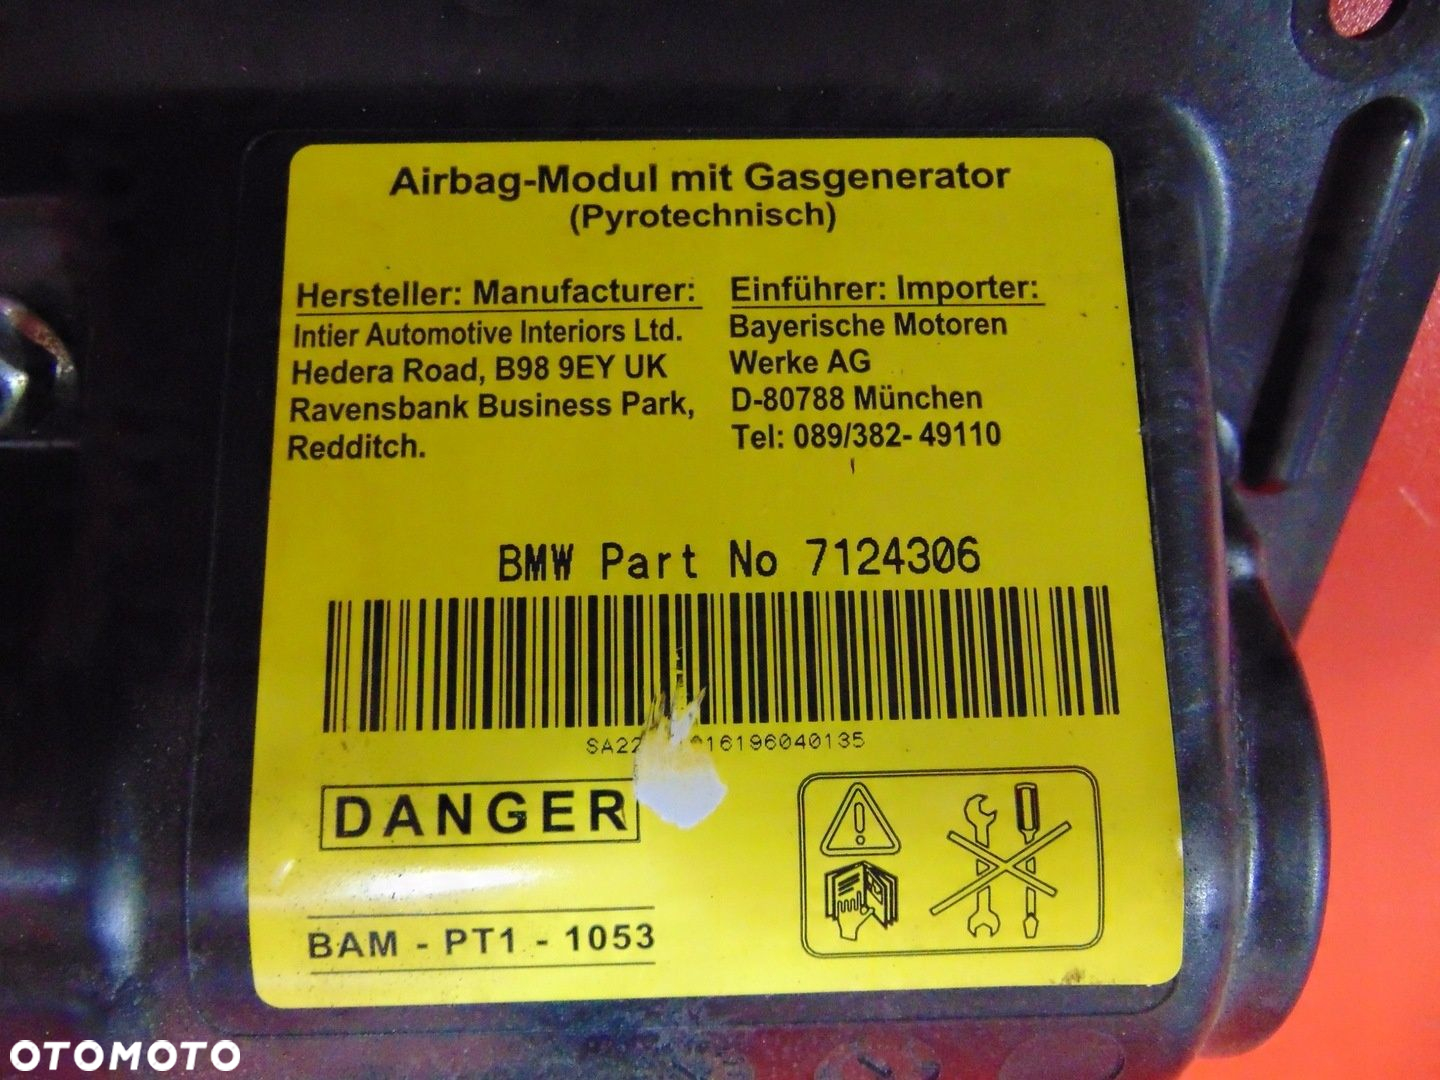 Airbag-Modul mit Gasgenerator
(Pyrotechnisch)
Hersteller: Manufacturer:
Intier Automotive Interiors Ltd.
Hedera Road, B98 9EY UK
Ravensbank Business Park,
Redditch.
Einführer: Importer:
Bayerische Motoren
Werke AG
D-80788 München
Tel: 089/382- 49110
BMW Part No 7124306
DANGER
BAM - PT1 - 1053
OTOMOTO